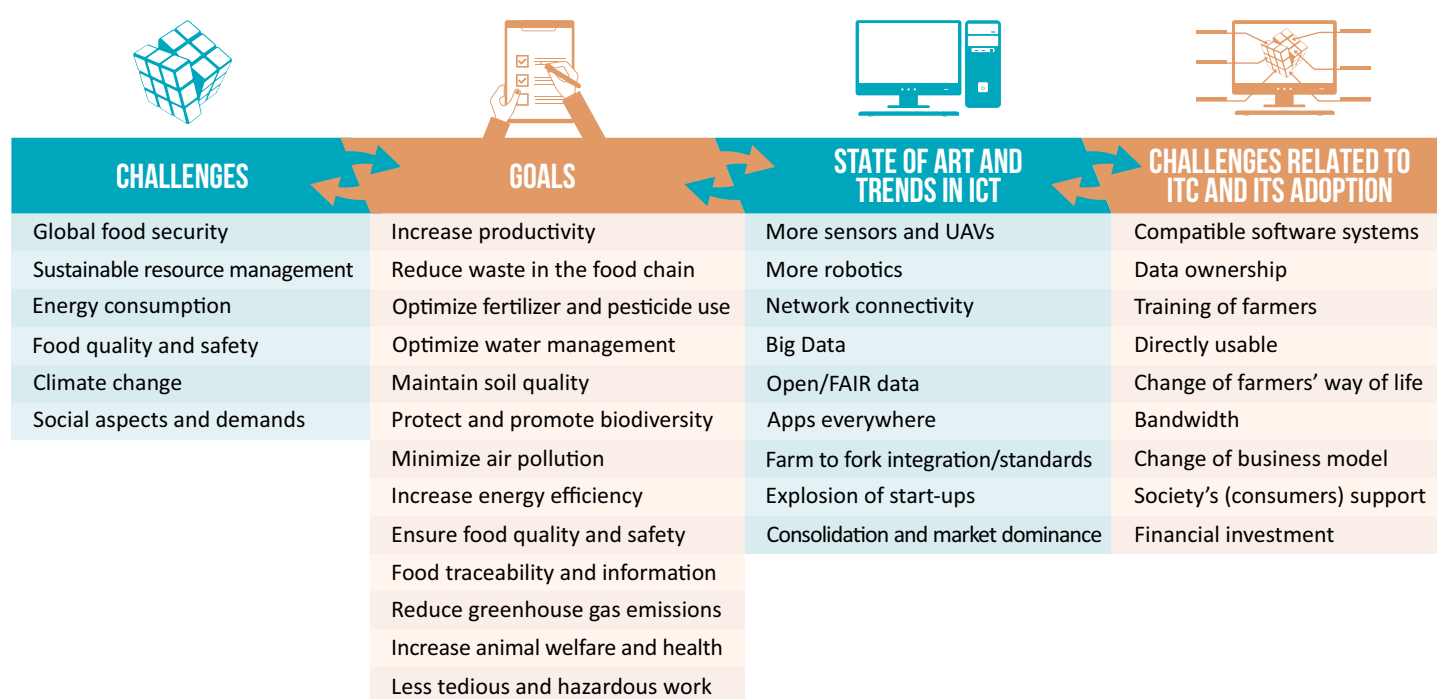 CHALLENGES
Global food security
Sustainable resource management
Energy consumption
Food quality and safety
Climate change
Social aspects and demands
GOALS
Increase productivity
Reduce waste in the food chain
Optimize fertilizer and pesticide use
Optimize water management
Maintain soil quality
Protect and promote biodiversity
Minimize air pollution
Increase energy efficiency
Ensure food quality and safety
Food traceability and information
Reduce greenhouse gas emissions
Increase animal welfare and health
Less tedious and hazardous work
STATE OF ART AND
TRENDS IN ICT
More sensors and UAVs
More robotics
Network connectivity
Big Data
Open/FAIR data
Apps everywhere
Farm to fork integration/standards
Explosion of start-ups
Consolidation and market dominance
CHALLENGES RELATED TO
ITC AND ITS ADOPTION
Compatible software systems
Data ownership
Training of farmers
Directly usable
Change of farmers’ way of life
Bandwidth
Change of business model
Society’s (consumers) support
Financial investment